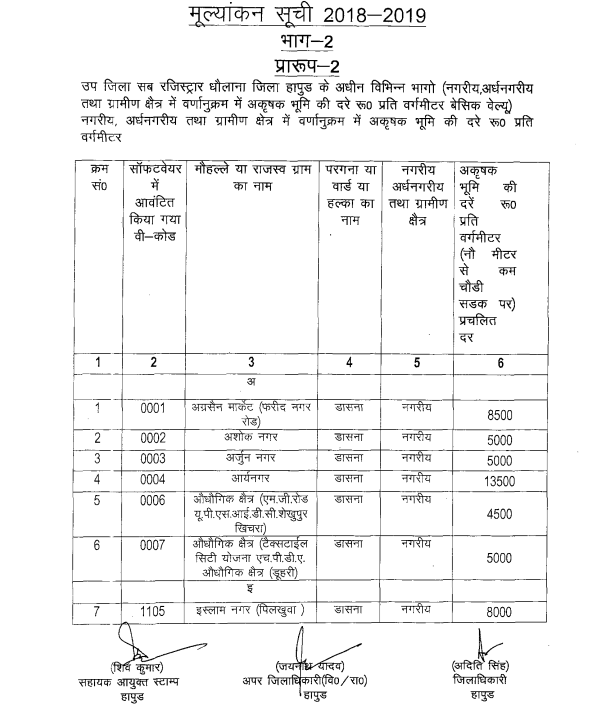 मूल्यांकन सूची 2018–2019
भाग–2
प्रारूप–2
उप जिला सब रजिस्ट्रार धौलाना जिला हापुड के अधीन विभिन्न भागो (नगरीय,अर्धनगरीय
तथा ग्रामीण क्षैत्र में वर्णानुक्रम में अकृषक भूमि की दरे रू0 प्रति वर्गमीटर बेसिक वेल्यू)
नगरीय, अर्धनगरीय तथा ग्रामीण क्षैत्र में वर्णानुक्रम में अकृषक भूमि की दरे रू0 प्रति
वर्गमीटर
क्रम सं0 | सॉफटवेयर में आवंटित किया गया वी–कोड | मौहल्ले या राजस्व ग्राम का नाम | परगना या वार्ड या हल्का का नाम | नगरीय अर्धनगरीय तथा ग्रामीण क्षैत्र | अकृषक भूमि की दरें रू0 प्रति वर्गमीटर (नौ मीटर से कम चौडी सडक पर) प्रचलित दर
1 2 3 4 5 6
अ
1 0001 अग्रसैन मार्केट (फरीद नगर रोड) डासना नगरीय 8500
2 0002 अशोक नगर डासना नगरीय 5000
3 0003 अर्जुन नगर डासना नगरीय 5000
4 0004 आर्यनगर डासना नगरीय 13500
5 0006 औधौगिक क्षैत्र (एम.जी.रोड यू.पी.एस.आई.डी.सी.शेखुपुर खिचरा) डासना नगरीय 4500
6 0007 औधौगिक क्षैत्र (टैक्सटाईल सिटी योजना एच.पी.डी.ए. औधौगिक क्षैत्र (डूहरी) डासना नगरीय 5000
इ
7 1105 इस्लाम नगर (पिलखुवा ) डासना नगरीय 8000
(शिव कुमार) (जयनाथ यादव) (अदिति सिंह)
सहायक आयुक्त स्टाम्प अपर जिलाधिकारी(वि0/रा0) जिलाधिकारी
हापुड हापुड हापुड